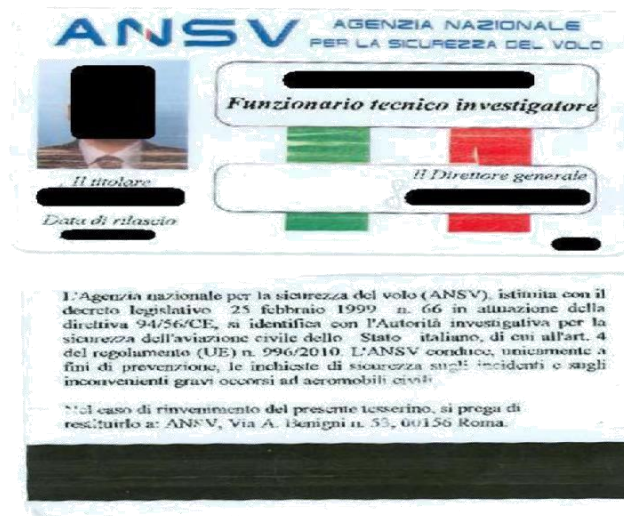 ANSV AGENZIA NAZIONALE
PER LA SICUREZZA DEL VOLO
Funzionario tecnico investigatore
Il titolare
Il Direttore generale
Data di rilascio
L'Agenzia nazionale per la sicurezza del volo (ANSV), istituita con il
decreto legislativo 25 febbraio 1999 n. 66 in attuazione della
direttiva 94/56/CE, si identifica con l'Autorità investigativa per la
sicurezza dell'aviazione civile dello Stato italiano, di cui all'art. 4
del regolamento (UE) n. 996/2010. L'ANSV conduce, unicamente a
fini di prevenzione, le inchieste di sicurezza sugli incidenti e sugli
inconvenienti gravi occorsi ad aeromobili civili.
Nel caso di rinvenimento del presente tesserino, si prega di
restituirlo a: ANSV, Via A. Benigni n. 53, 00156 Roma.